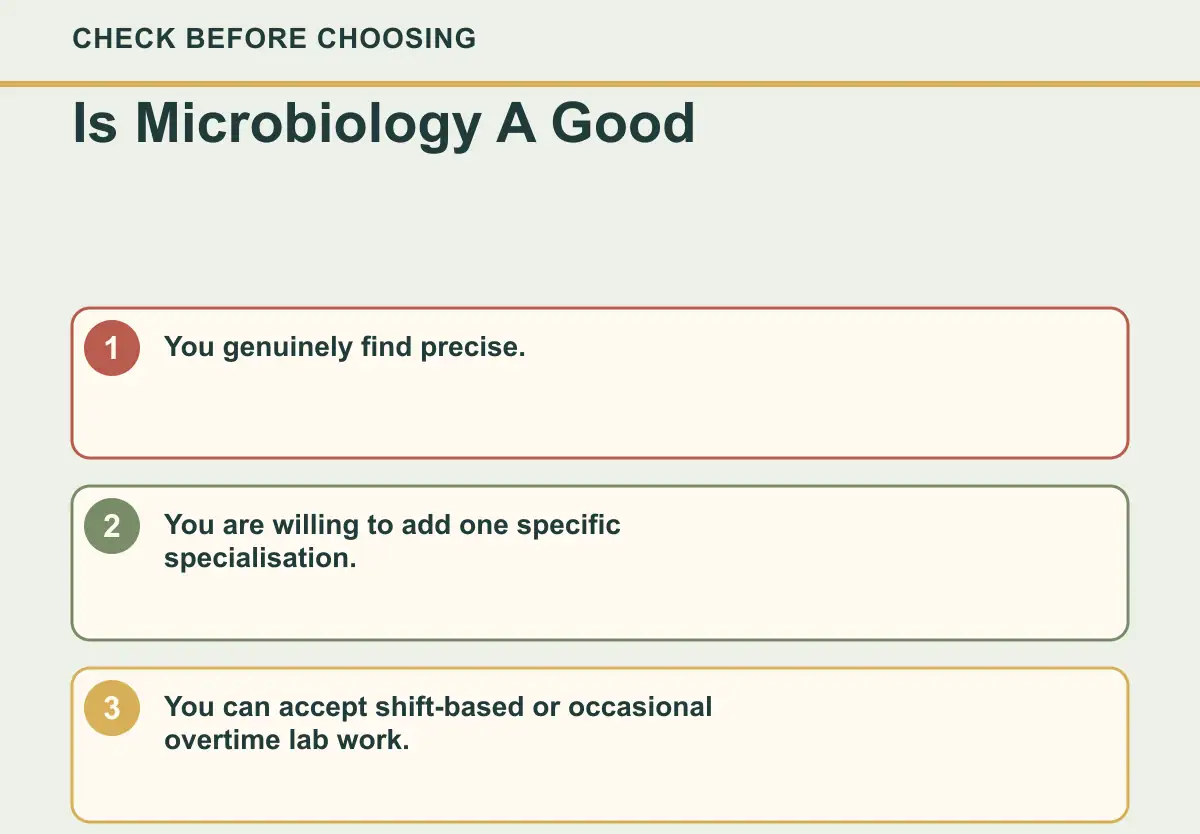 CHECK BEFORE CHOOSING
Is Microbiology A Good
1
You genuinely find precise.
2
You are willing to add one specific
specialisation.
3
You can accept shift-based or occasional
overtime lab work.